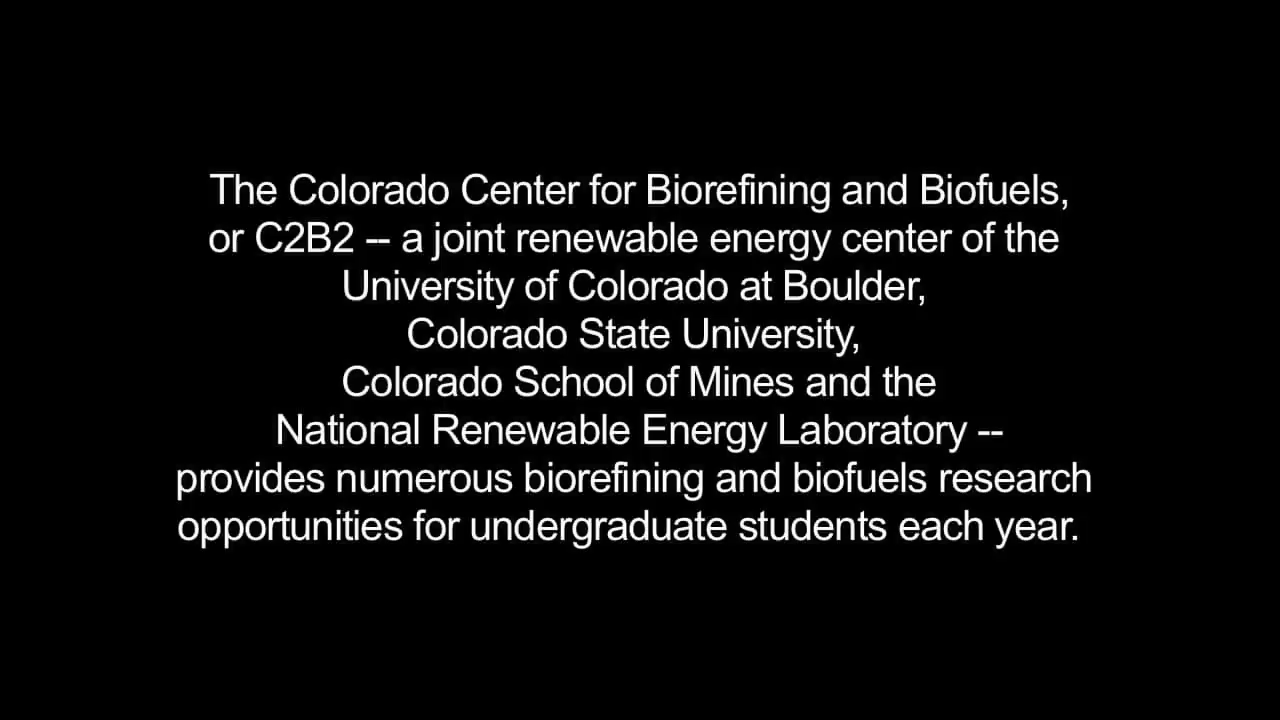 The Colorado Center for Biorefining and Biofuels,
or C2B2 -- a joint renewable energy center of the
University of Colorado at Boulder,
Colorado State University,
Colorado School of Mines and the
National Renewable Energy Laboratory --
provides numerous biorefining and biofuels research
opportunities for undergraduate students each year.